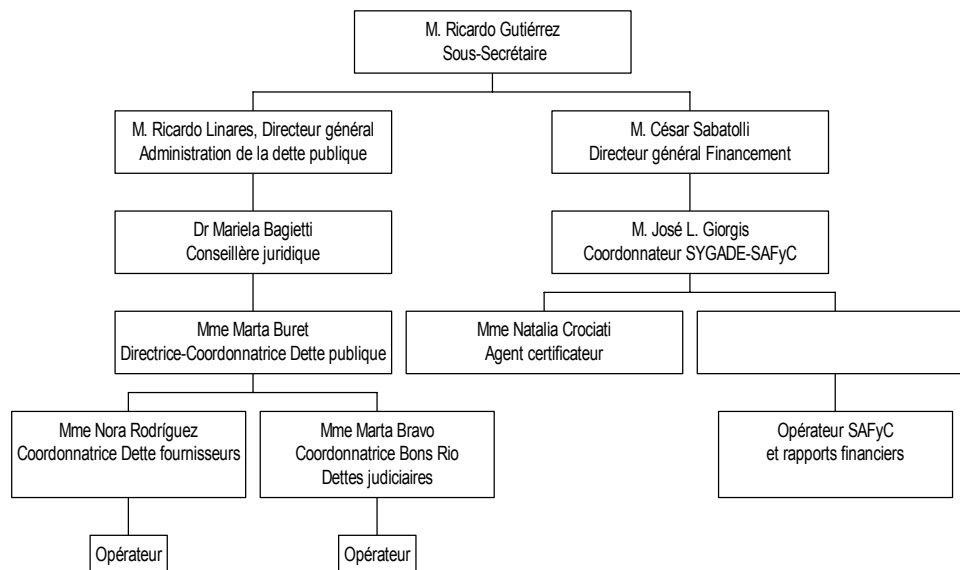 M. Ricardo Gutiérrez
Sous-Secrétaire
M. Ricardo Linares, Directeur général
Administration de la dette publique
M. César Sabatolli
Directeur général Financement
Dr Mariela Bagietti
Conseillère juridique
M. José L. Giorgis
Coordonnateur SYGADE-SAFyC
Mme Marta Buret
Directrice-Coordonnatrice Dette publique
Mme Natalia Crociati
Agent certificateur
Mme Nora Rodríguez
Coordonnatrice Dette fournisseurs
Mme Marta Bravo
Coordonnatrice Bons Rio
Dettes judiciaires
Opérateur SAFyC
et rapports financiers
Opérateur
Opérateur